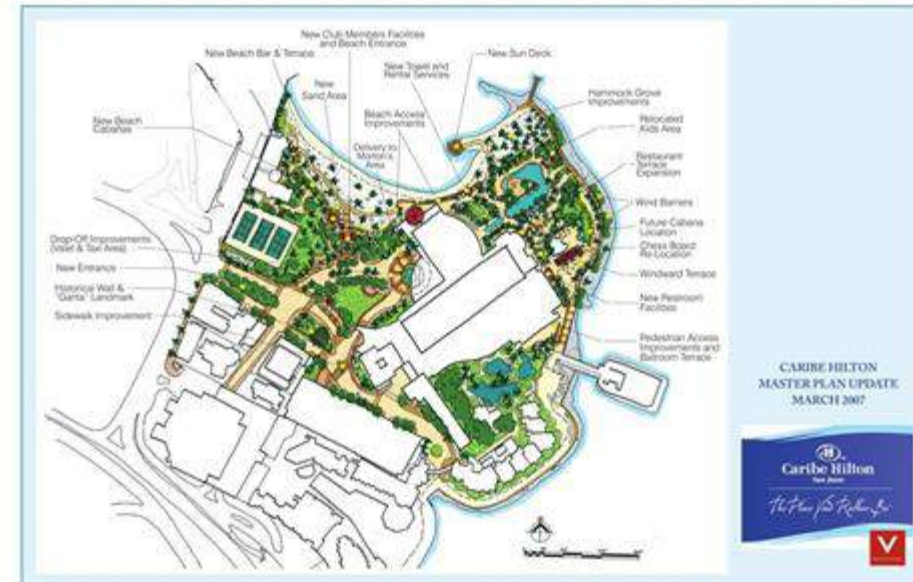 New Club Members Facilities
and Beach Entrance
New Beach Bar & Terrace
New Sun Deck
New Towel and
Rental Services
New
Sand Area
Hammock Grove
Improvements
Beach Access
Improvements
New Beach
Cabanas
Relocated
Kids Area
Delivery to
Morton's
Area
Restaurant
Terrace
Expansion
Wind Barriers
Future Cabana
Location
Drop-Off Improvements
(Valet & Taxi Area)
Chess Board
Re-Location
New Entrance
Windward Terrace
Historical Wall &
"Garita" Landmark
New Restroom
Facilities
Sidewalk Improvement
Pedestrian Access
Improvements and
Ballroom Terrace
CARIBE HILTON
MASTER PLAN UPDATE
MARCH 2007
Caribe Hilton
San Juan
V